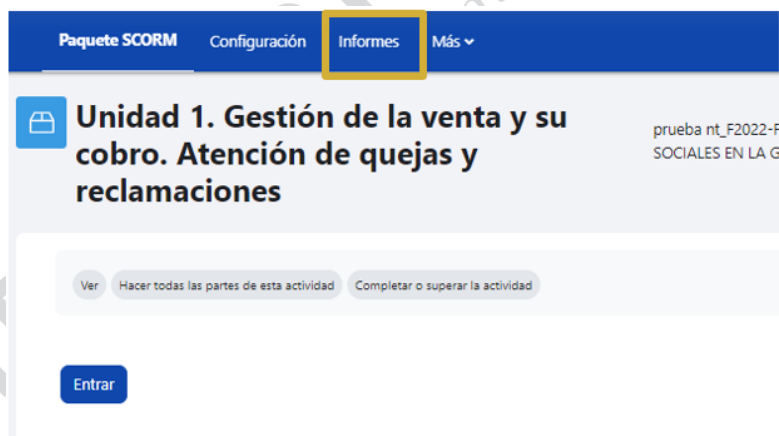 Paquete SCORM Configuración Informes Más
Unidad 1. Gestión de la venta y su
cobro. Atención de quejas y
reclamaciones
prueba nt_F2022-F
SOCIALES EN LA G
Ver Hacer todas las partes de esta actividad Completar o superar la actividad
Entrar